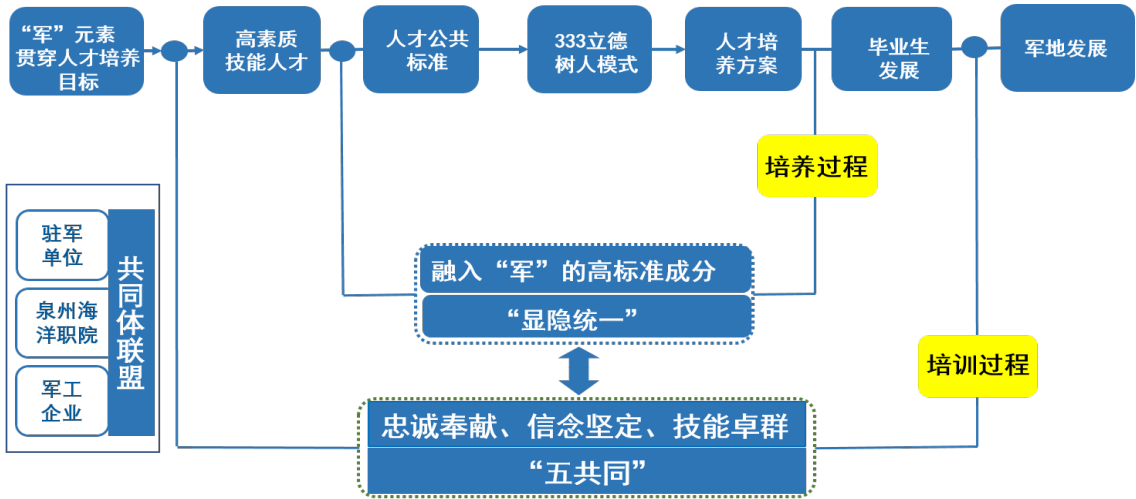 “军”元素
贯穿人才培养
目标
高素质
技能人才
人才公共
标准
333立德
树人模式
人才培
养方案
毕业生
发展
军地发展
培养过程
驻军
单位
泉州海
洋职院
军工
企业
共同体联盟
融入“军”的高标准成分
“显隐统一”
培训过程
忠诚奉献、信念坚定、技能卓群
“五共同”